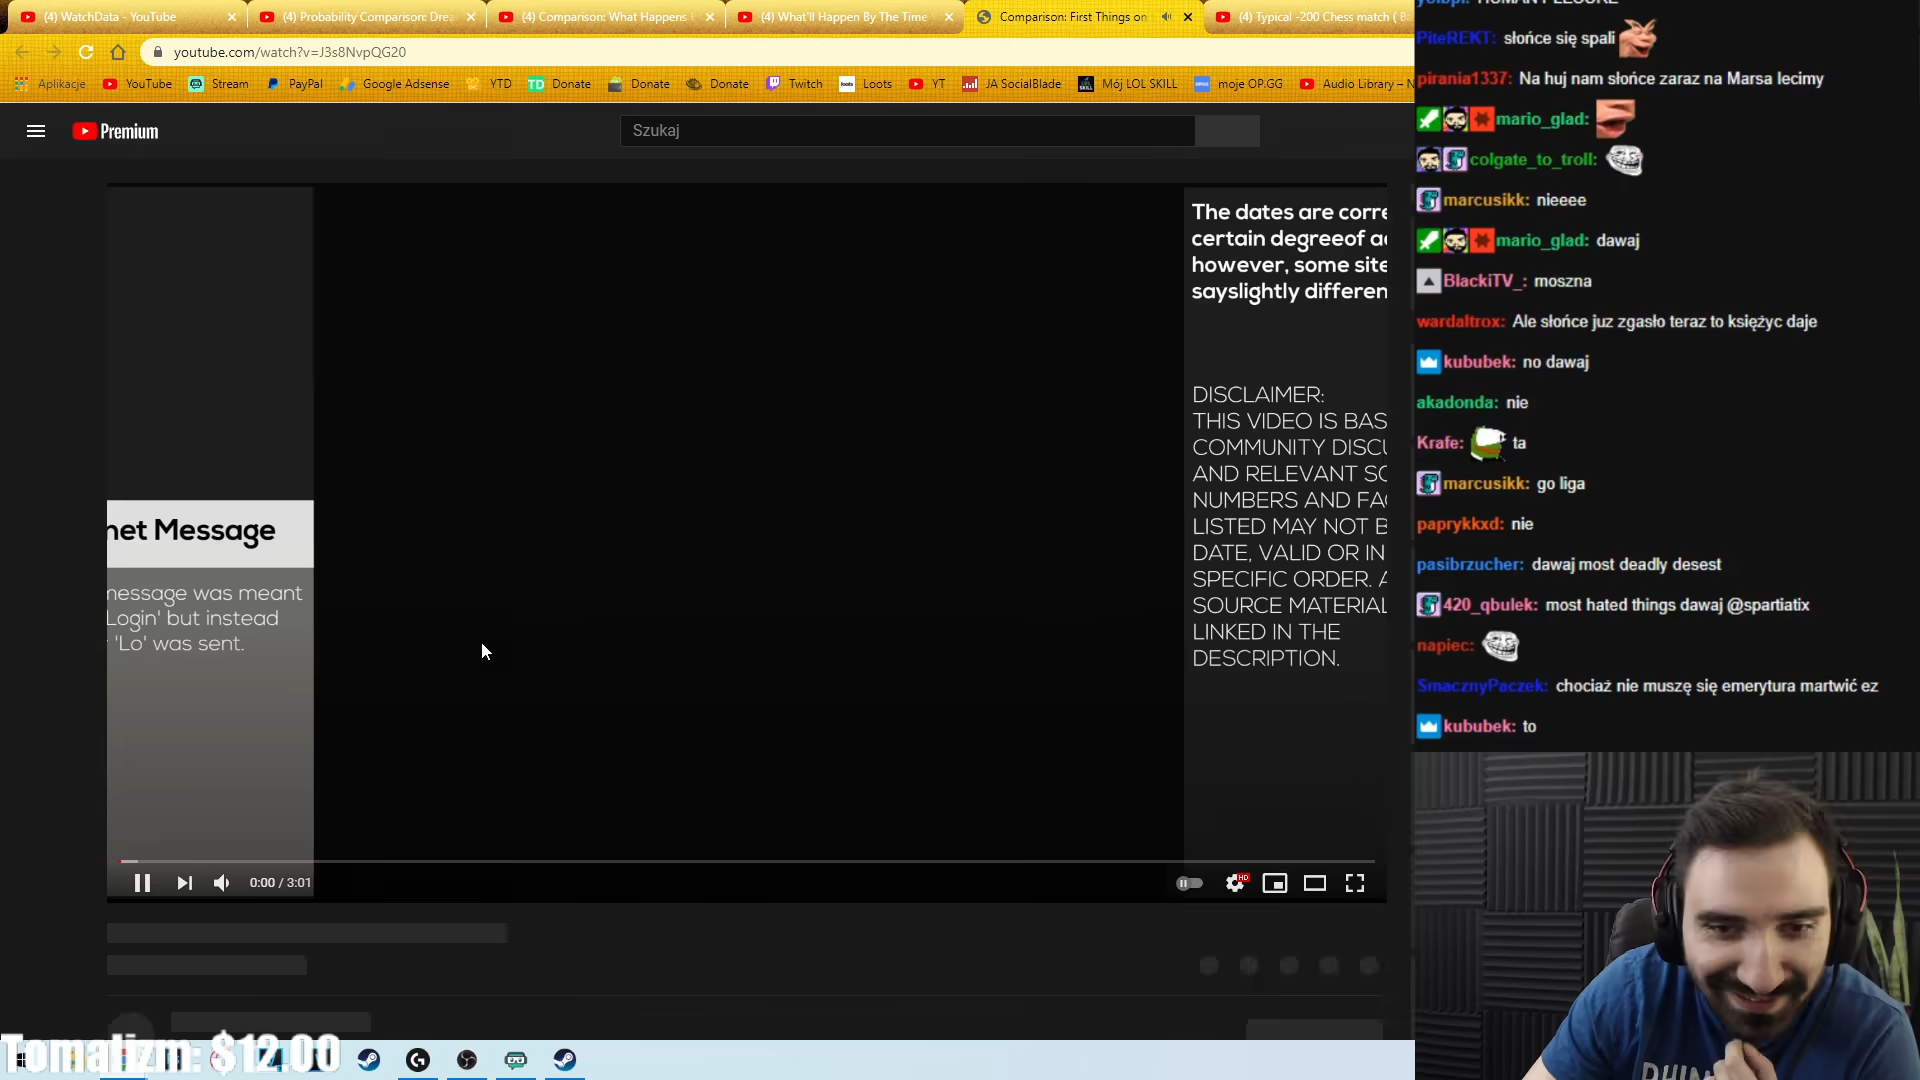 (4) WatchData - YouTube
(4) Probability Comparison: Drea
(4) Comparison: What Happens
(4) What'll Happen By The Time
Comparison: First Things on
(4) Typical -200 Chess match ( Ba
youtube.com/watch?v=J3s8NvpQG20
Aplikacje
YouTube
Stream
PayPal
Google Adsense
YTD
Donate
Donate
Donate
Twitch
Loots
YT
JA SocialBlade
Mój LOL SKILL
moje OP.GG
Audio Library – N
Premium
Szukaj
The dates are corre
certain degreeof a
however, some site
sayslightly differen
DISCLAIMER:
THIS VIDEO IS BAS
COMMUNITY DISCU
AND RELEVANT SO
NUMBERS AND FA
LISTED MAY NOT B
DATE, VALID OR IN
SPECIFIC ORDER. A
SOURCE MATERIAL
LINKED IN THE
DESCRIPTION.
net Message
message was meant
Login' but instead
'Lo' was sent.
0:00 / 3:01
HD
PiteREKT: słońce się spali
pirania1337: Na huj nam słońce zaraz na Marsa lecimy
mario_glad:
colgate_to_troll:
marcusikk: nieeee
mario_glad: dawaj
BlackiTV_: moszna
wardaltrox: Ale słońce juz zgasło teraz to księżyc daje
kububek: no dawaj
akadonda: nie
Krafe: ta
marcusikk: go liga
paprykkxd: nie
pasibrzucher: dawaj most deadly desest
420_qbulek: most hated things dawaj @spartiatix
napiec:
SmacznyPaczek: chociaż nie muszę się emerytura martwić ez
kububek: to
Tomalizm: $12.00